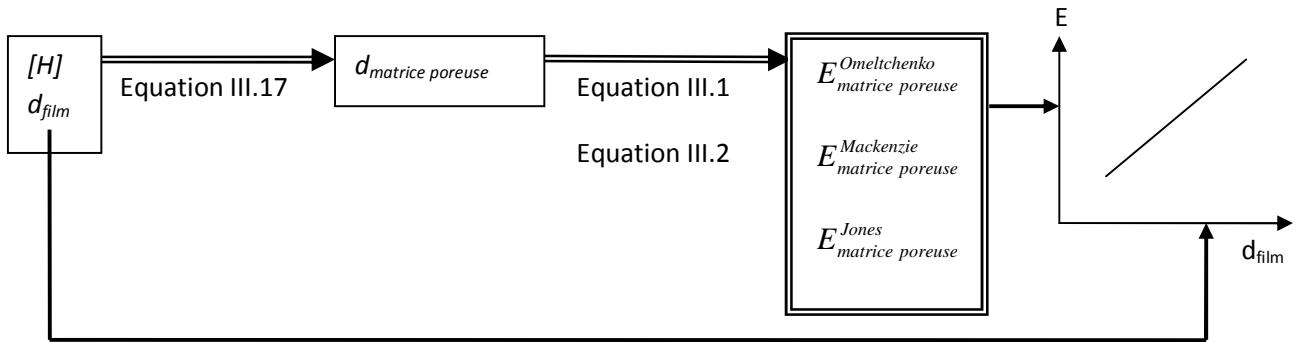 [H]
d_film
Equation III.17
d_matrice poreuse
Equation III.1
Equation III.2
E^Omeltchenko_matrice poreuse
E^Mackenzie_matrice poreuse
E^Jones_matrice poreuse
E
d_film